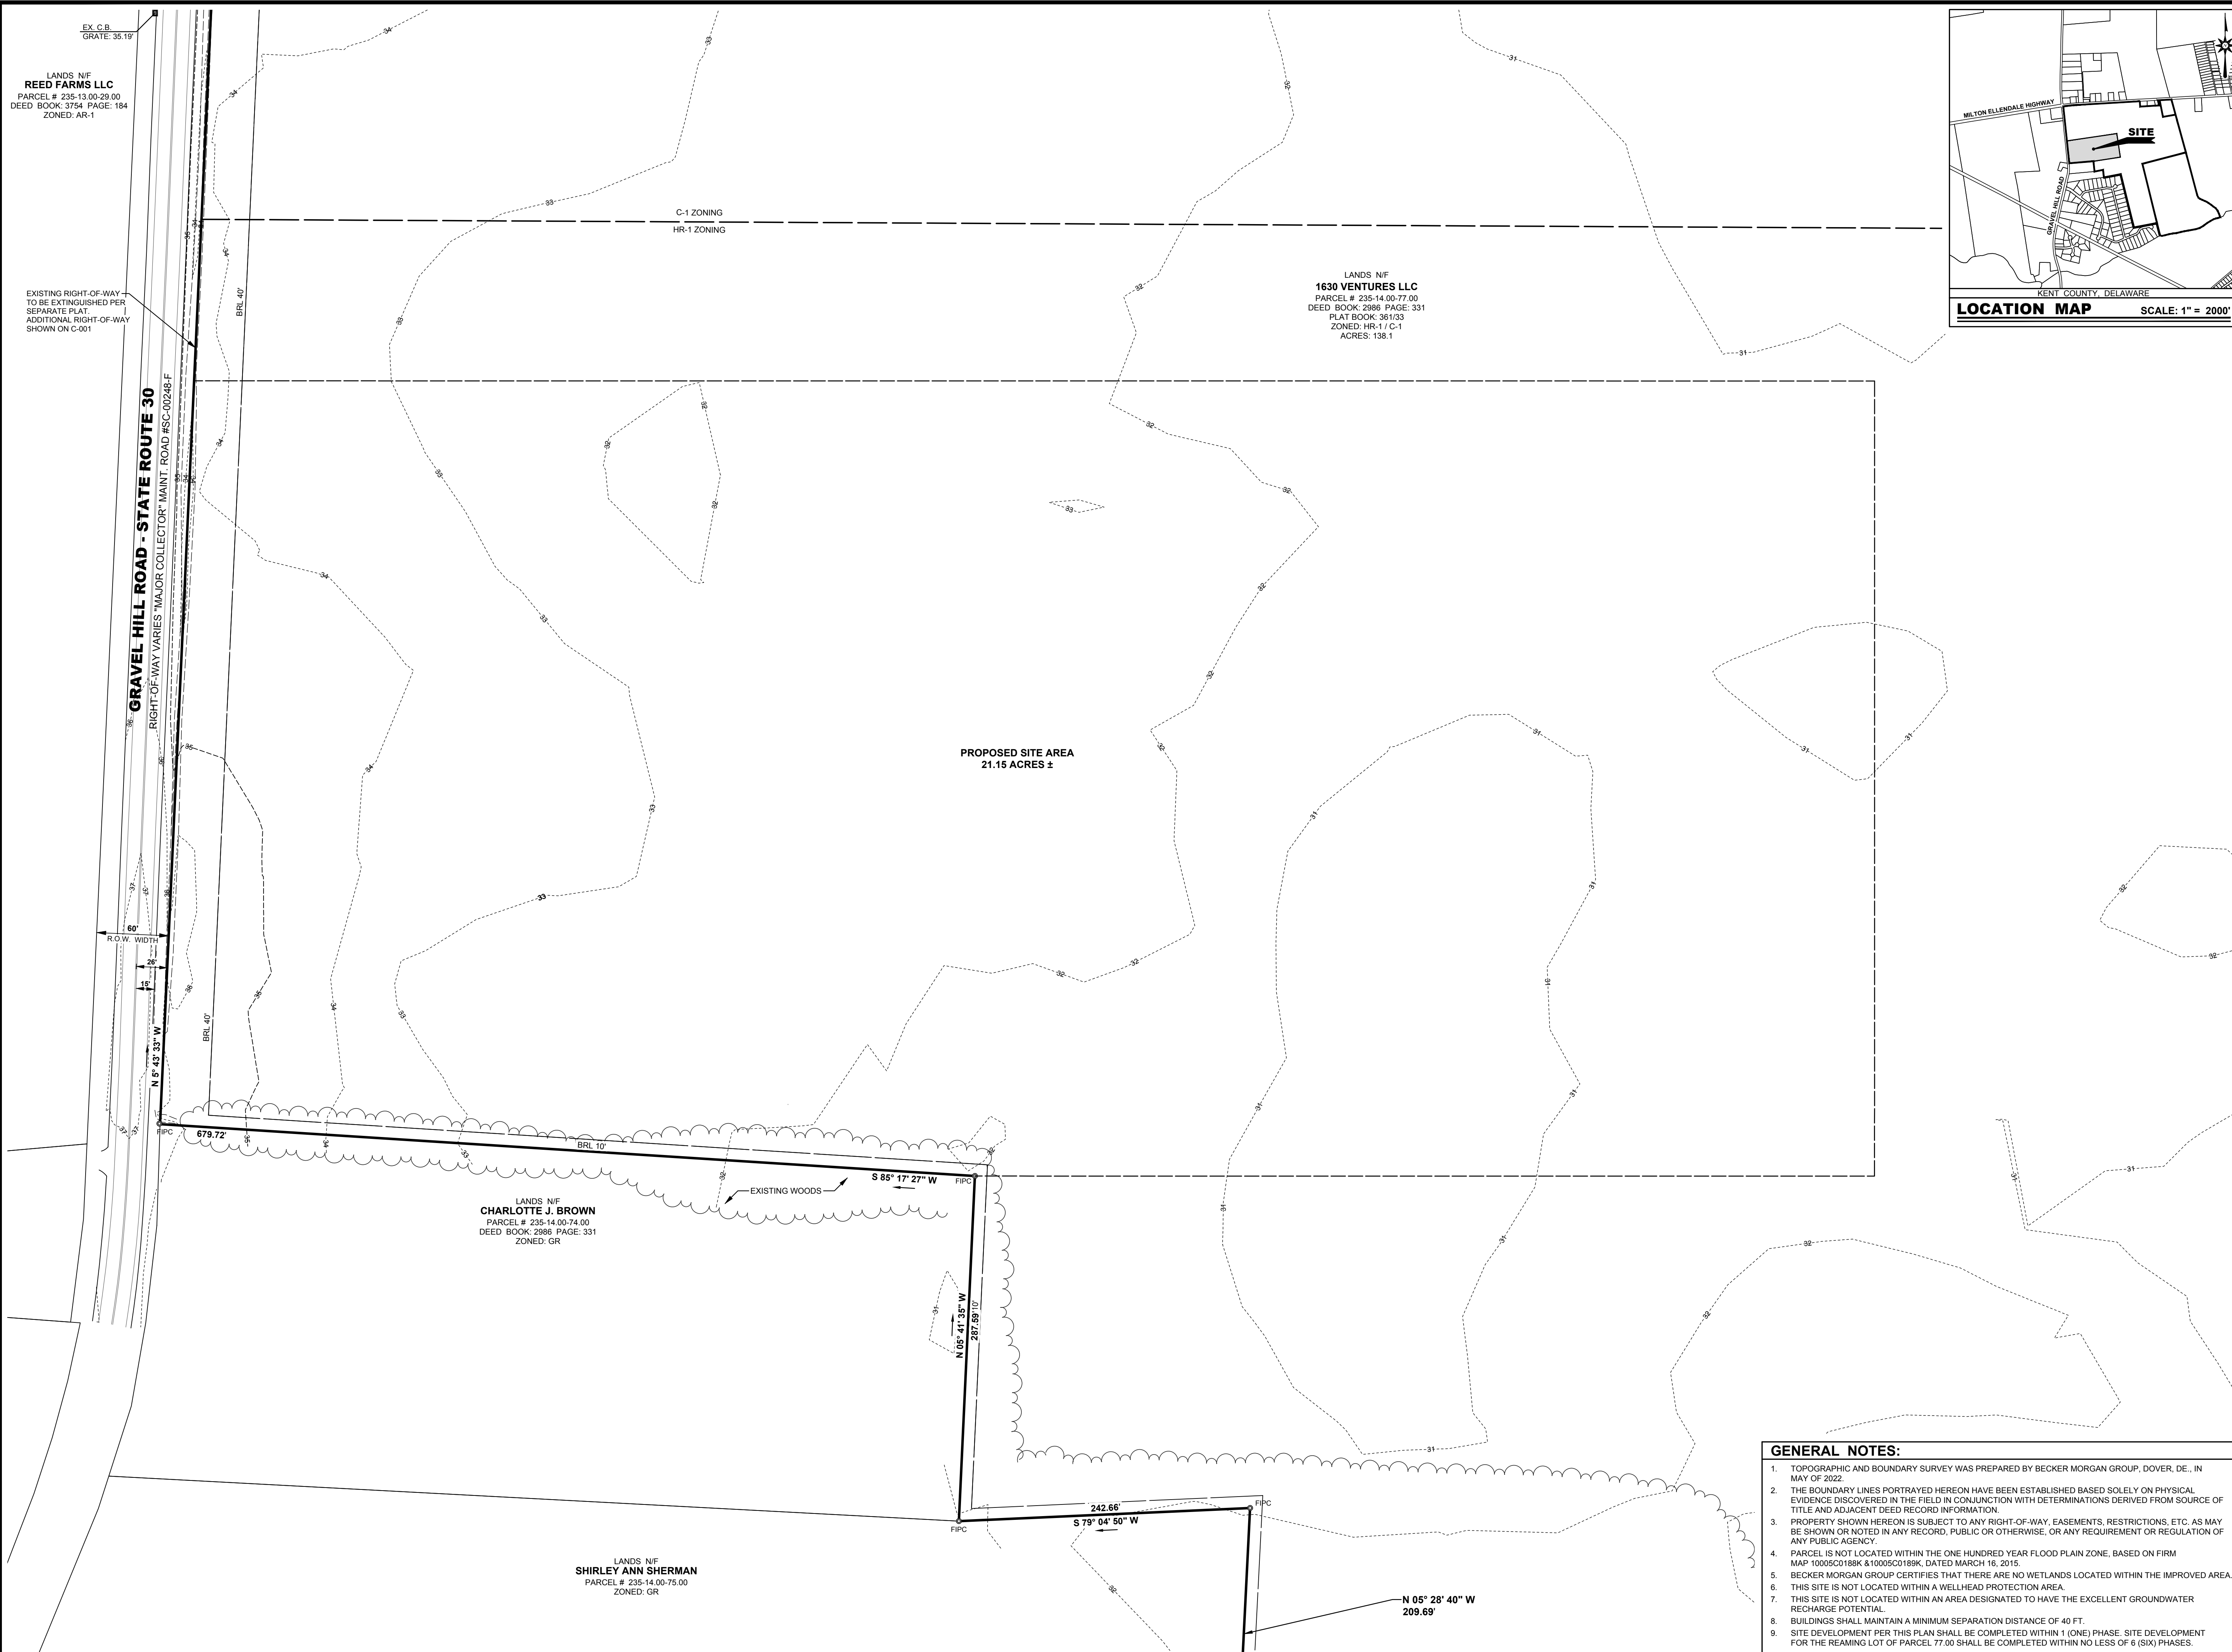 EX. C.B.
GRATE: 35.19'
LANDS N/F
REED FARMS LLC
PARCEL # 235-13.00-29.00
DEED BOOK: 3754 PAGE: 184
ZONED: AR-1
EXISTING RIGHT-OF-WAY
TO BE EXTINGUISHED PER
SEPARATE PLAT.
ADDITIONAL RIGHT-OF-WAY
SHOWN ON C-001
GRAVEL HILL ROAD - STATE ROUTE 30
RIGHT-OF-WAY VARIES "MAJOR COLLECTOR" MAINT. ROAD #SC-00248-F
BRL 40'
C-1 ZONING
HR-1 ZONING
LANDS N/F
1630 VENTURES LLC
PARCEL # 235-14.00-77.00
DEED BOOK: 2986 PAGE: 331
PLAT BOOK: 361/33
ZONED: HR-1 / C-1
ACRES: 138.1
MILTON ELLENDALE HIGHWAY
SITE
GRAVEL HILL ROAD
KENT COUNTY, DELAWARE
LOCATION MAP SCALE: 1" = 2000'
PROPOSED SITE AREA
21.15 ACRES ±
60'
R.O.W. WIDTH
26'
15'
N 5° 43' 33" W
BRL 40'
FIPC
679.72'
BRL 10'
S 85° 17' 27" W
FIPC
EXISTING WOODS
LANDS N/F
CHARLOTTE J. BROWN
PARCEL # 235-14.00-74.00
DEED BOOK: 2986 PAGE: 331
ZONED: GR
N 05° 41' 35" W
287.59'
10'
242.66'
S 79° 04' 50" W
FIPC
FIPC
LANDS N/F
SHIRLEY ANN SHERMAN
PARCEL # 235-14.00-75.00
ZONED: GR
N 05° 28' 40" W
209.69'
GENERAL NOTES:
1. TOPOGRAPHIC AND BOUNDARY SURVEY WAS PREPARED BY BECKER MORGAN GROUP, DOVER, DE., IN
MAY OF 2022.
2. THE BOUNDARY LINES PORTRAYED HEREON HAVE BEEN ESTABLISHED BASED SOLELY ON PHYSICAL
EVIDENCE DISCOVERED IN THE FIELD IN CONJUNCTION WITH DETERMINATIONS DERIVED FROM SOURCE OF
TITLE AND ADJACENT DEED RECORD INFORMATION.
3. PROPERTY SHOWN HEREON IS SUBJECT TO ANY RIGHT-OF-WAY, EASEMENTS, RESTRICTIONS, ETC. AS MAY
BE SHOWN OR NOTED IN ANY RECORD, PUBLIC OR OTHERWISE, OR ANY REQUIREMENT OR REGULATION OF
ANY PUBLIC AGENCY.
4. PARCEL IS NOT LOCATED WITHIN THE ONE HUNDRED YEAR FLOOD PLAIN ZONE, BASED ON FIRM
MAP 10005C0188K &10005C0189K, DATED MARCH 16, 2015.
5. BECKER MORGAN GROUP CERTIFIES THAT THERE ARE NO WETLANDS LOCATED WITHIN THE IMPROVED AREA.
6. THIS SITE IS NOT LOCATED WITHIN A WELLHEAD PROTECTION AREA.
7. THIS SITE IS NOT LOCATED WITHIN AN AREA DESIGNATED TO HAVE THE EXCELLENT GROUNDWATER
RECHARGE POTENTIAL.
8. BUILDINGS SHALL MAINTAIN A MINIMUM SEPARATION DISTANCE OF 40 FT.
9. SITE DEVELOPMENT PER THIS PLAN SHALL BE COMPLETED WITHIN 1 (ONE) PHASE. SITE DEVELOPMENT
FOR THE REAMING LOT OF PARCEL 77.00 SHALL BE COMPLETED WITHIN NO LESS OF 6 (SIX) PHASES.